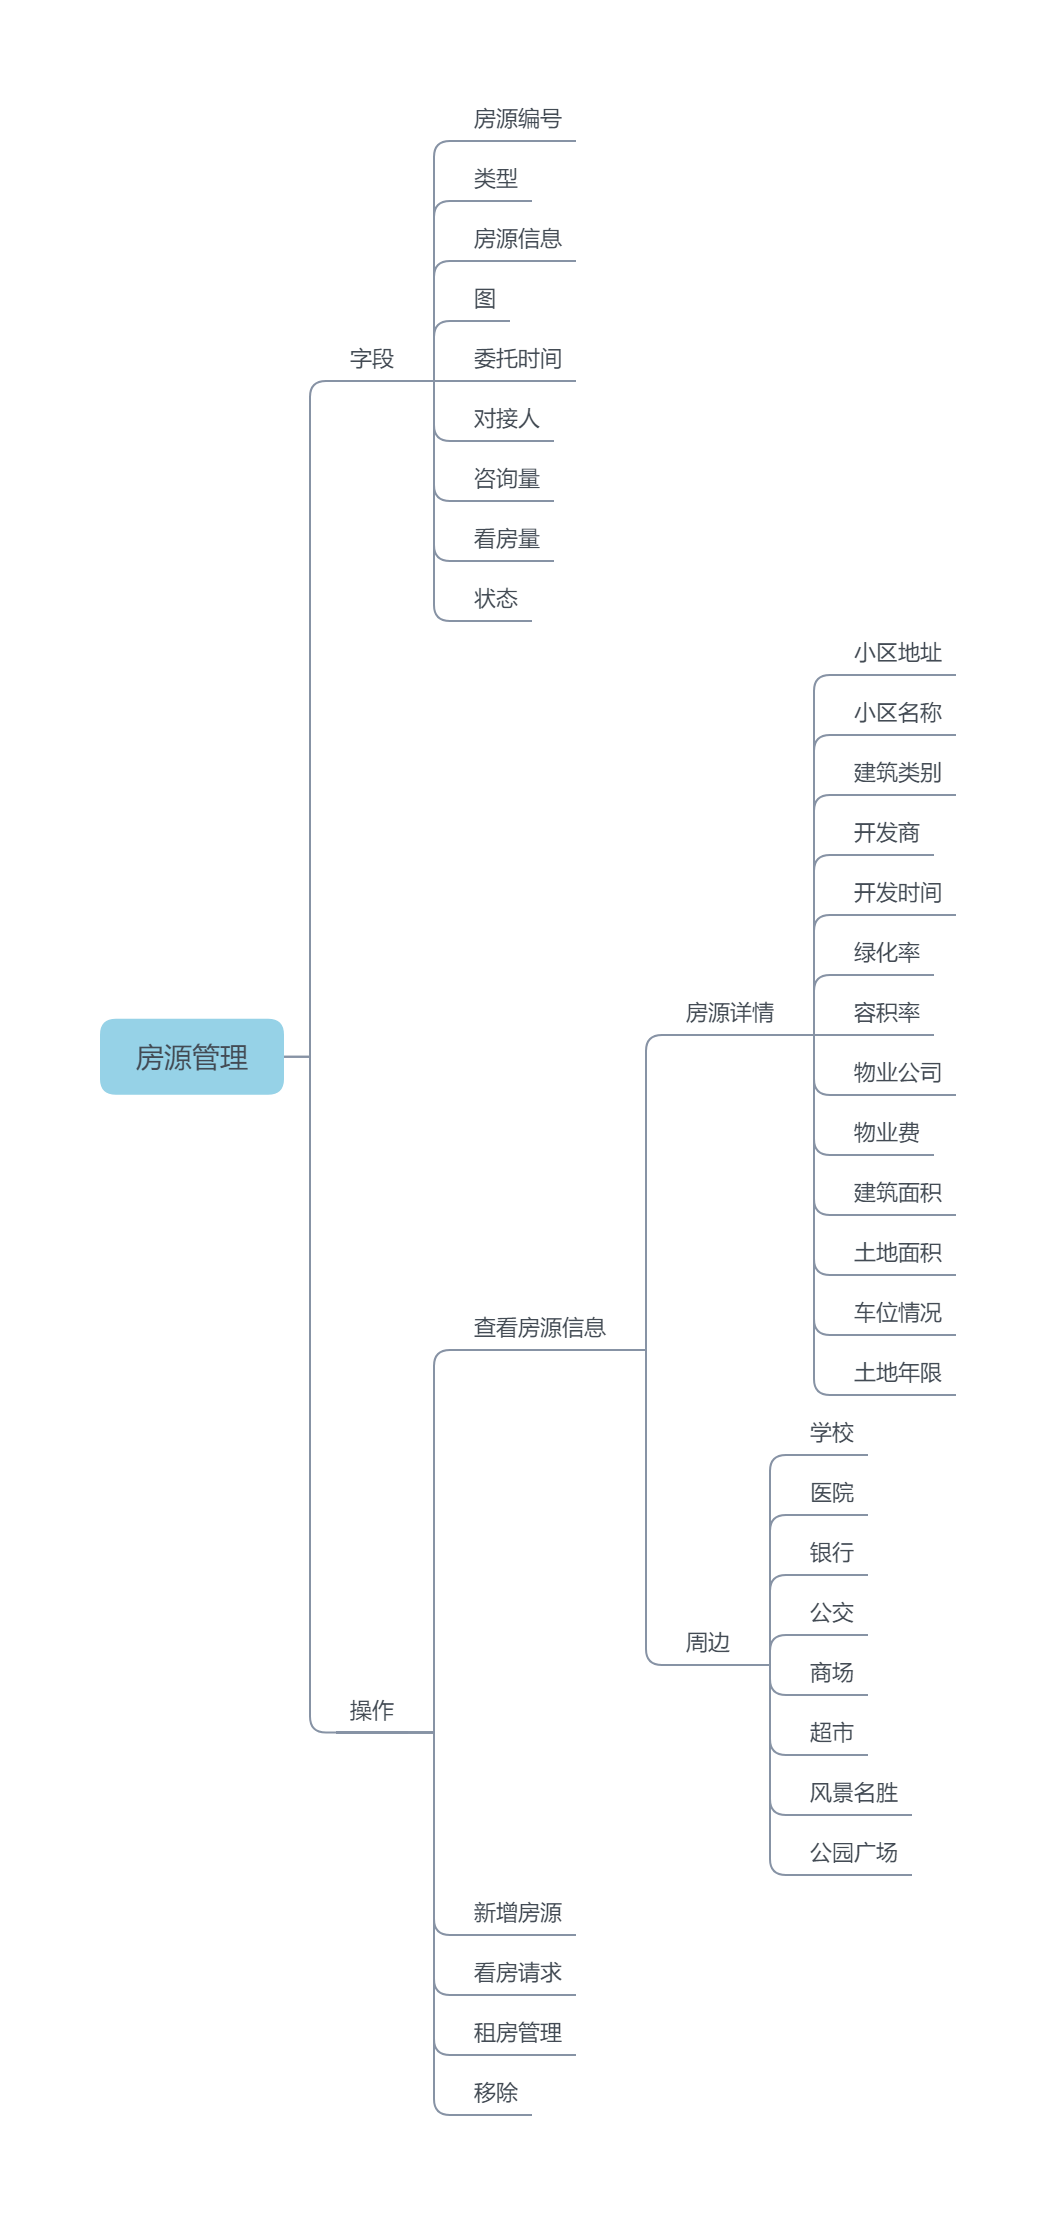 房源管理
字段
房源编号
类型
房源信息
图
委托时间
对接人
咨询量
看房量
状态
操作
查看房源信息
房源详情
小区地址
小区名称
建筑类别
开发商
开发时间
绿化率
容积率
物业公司
物业费
建筑面积
土地面积
车位情况
土地年限
周边
学校
医院
银行
公交
商场
超市
风景名胜
公园广场
新增房源
看房请求
租房管理
移除